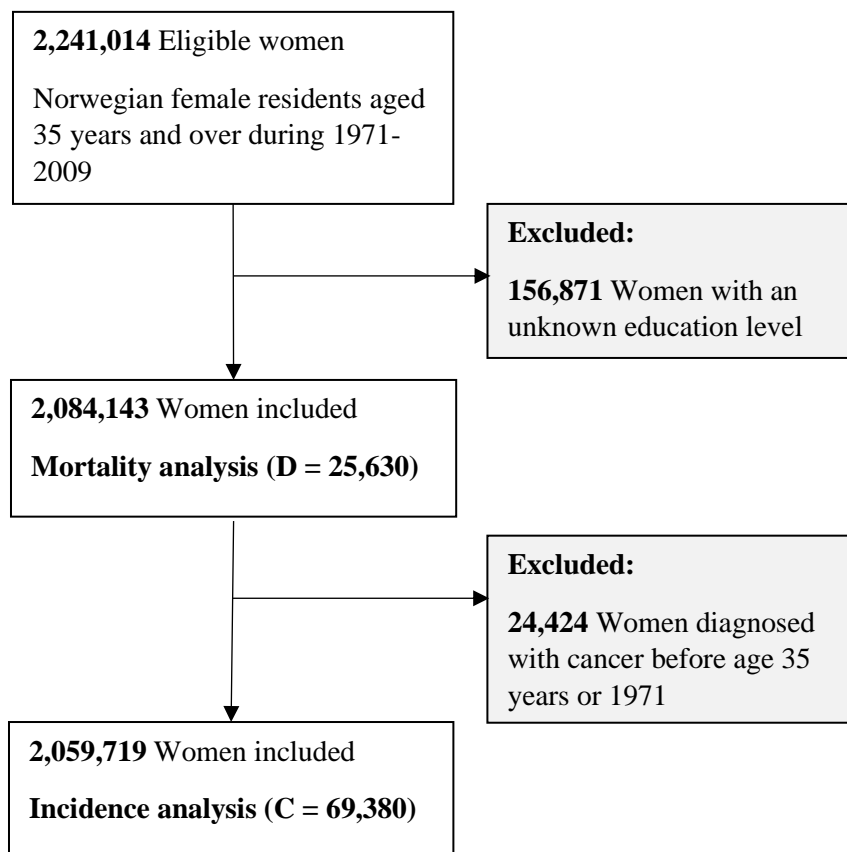 2,241,014 Eligible women
Norwegian female residents aged
35 years and over during 1971-
2009
Excluded:
156,871 Women with an
unknown education level
2,084,143 Women included
Mortality analysis (D = 25,630)
Excluded:
24,424 Women diagnosed
with cancer before age 35
years or 1971
2,059,719 Women included
Incidence analysis (C = 69,380)